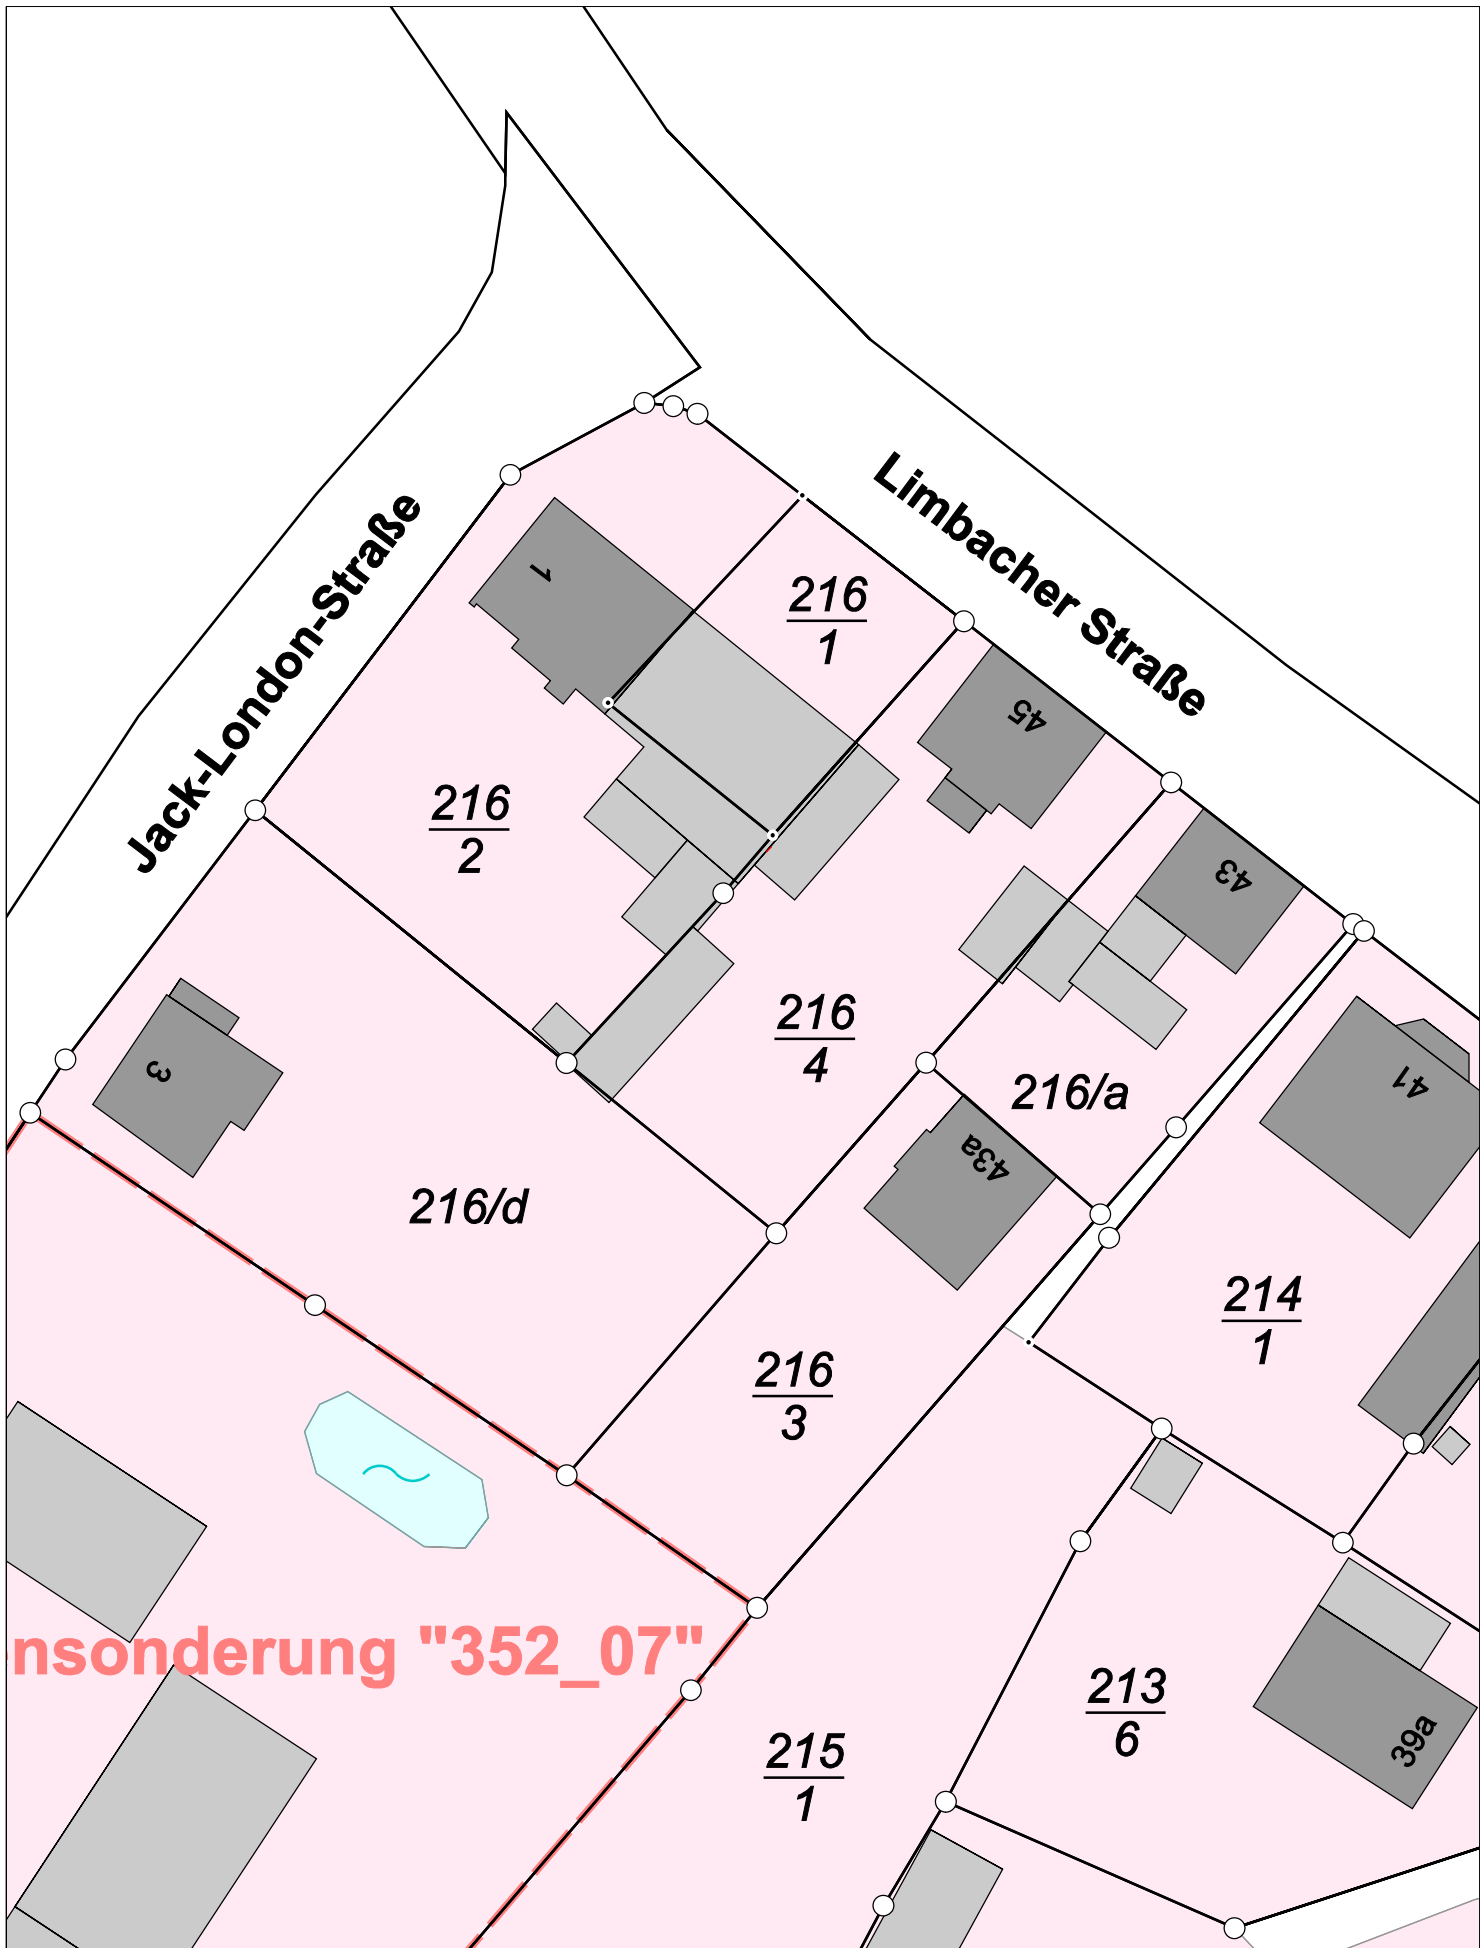 Limbacher Straße
Jack-London-Straße
1
216
1
45
216
2
43
216
4
3
216/a
41
43a
216/d
214
1
216
3
nsonderung "352_07"
213
6
39a
215
1